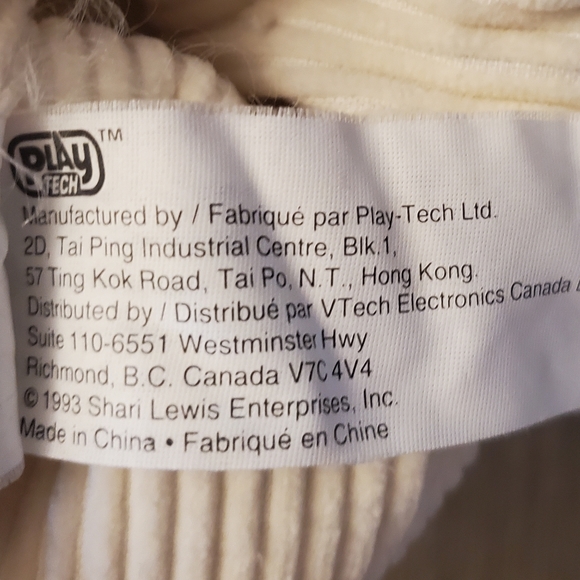 PLAY TECH TM
Manufactured by / Fabriqué par Play-Tech Ltd.
2D, Tai Ping Industrial Centre, Blk.1,
57 Ting Kok Road, Tai Po, N.T., Hong Kong.
Distributed by / Distribué par VTech Electronics Canada
Suite 110-6551 Westminster Hwy
Richmond, B.C. Canada V7C4V4
© 1993 Shari Lewis Enterprises, Inc.
Made in China • Fabriqué en Chine